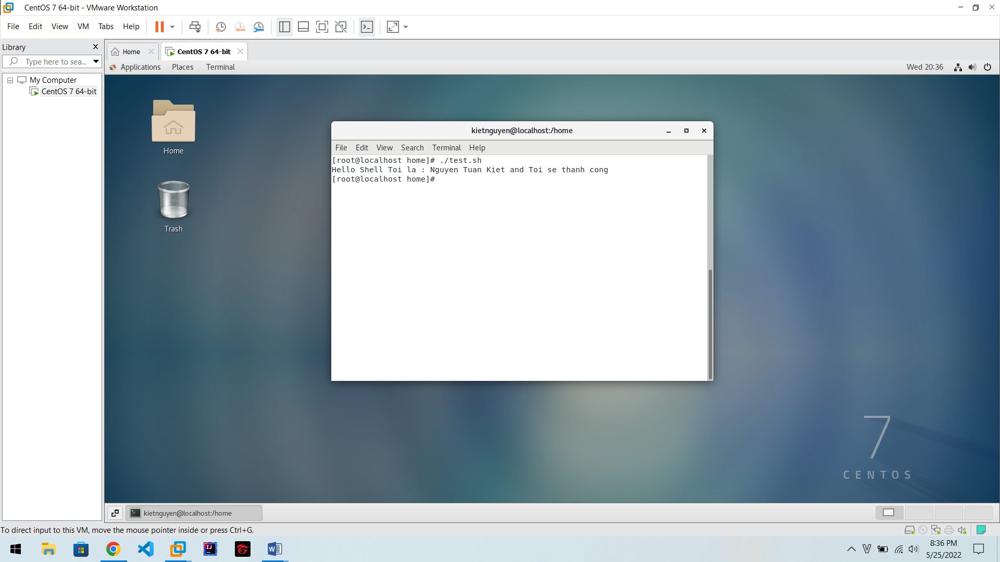 CentOS 7 64-bit - VMware Workstation
File Edit View VM Tabs Help
Library
Type here to sea...
My Computer
CentOS 7 64-bit
Home
CentOS 7 64-bit
Applications Places Terminal
Wed 20:36
Home
Trash
kietnguyen@localhost:/home
File Edit View Search Terminal Help
[root@localhost home]# ./test.sh
Hello Shell Toi la : Nguyen Tuan Kiet and Toi se thanh cong
[root@localhost home]#
7
CENTOS
kietnguyen@localhost:/home
To direct input to this VM, move the mouse pointer inside or press Ctrl+G.
IJ
W
V
8:36 PM
5/25/2022